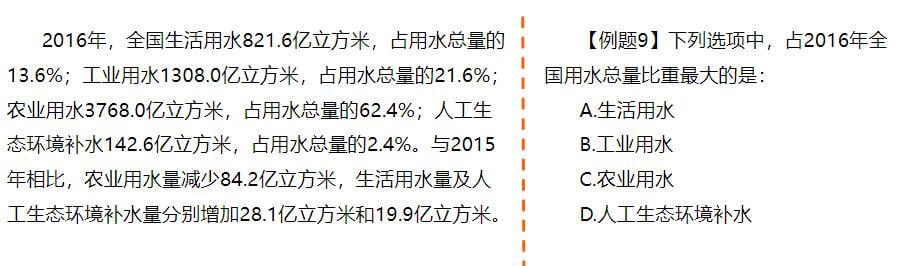 2016年，全国生活用水821.6亿立方米，占用水总量的
13.6%；工业用水1308.0亿立方米，占用水总量的21.6%；
农业用水3768.0亿立方米，占用水总量的62.4%；人工生
态环境补水142.6亿立方米，占用水总量的2.4%。与2015
年相比，农业用水量减少84.2亿立方米，生活用水量及人
工生态环境补水量分别增加28.1亿立方米和19.9亿立方米。
【例题9】下列选项中，占2016年全
国用水总量比重最大的是：
A.生活用水
B.工业用水
C.农业用水
D.人工生态环境补水